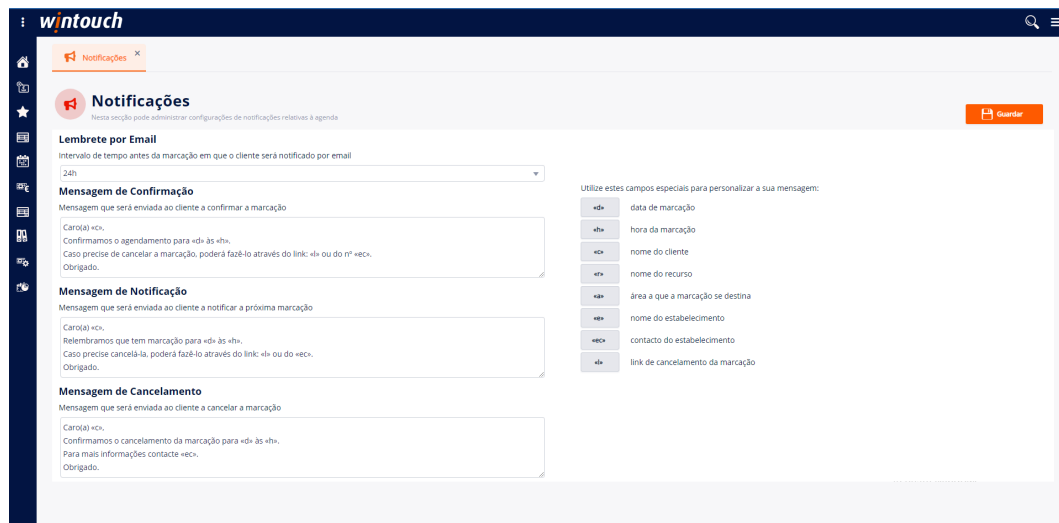 wintouch
Notificações ×
Notificações
Nesta secção pode administrar configurações de notificações relativas à agenda
Guardar
Lembrete por Email
Intervalo de tempo antes da marcação em que o cliente será notificado por email
24h
Mensagem de Confirmação
Mensagem que será enviada ao cliente a confirmar a marcação
Caro(a) «c»,
Confirmamos o agendamento para «d» às «h».
Caso precise de cancelar a marcação, poderá fazê-lo através do link: «l» ou do nº «ec».
Obrigado.
Mensagem de Notificação
Mensagem que será enviada ao cliente a notificar a próxima marcação
Caro(a) «c»,
Relembramos que tem marcação para «d» às «h».
Caso precise cancelá-la, poderá fazê-lo através do link: «l» ou do «ec».
Obrigado.
Mensagem de Cancelamento
Mensagem que será enviada ao cliente a cancelar a marcação
Caro(a) «c»,
Confirmamos o cancelamento da marcação para «d» às «h».
Para mais informações contacte «ec».
Obrigado.
Utilize estes campos especiais para personalizar a sua mensagem:
«d» data de marcação
«h» hora da marcação
«c» nome do cliente
«r» nome do recurso
«a» área a que a marcação se destina
«e» nome do estabelecimento
«ec» contacto do estabelecimento
«l» link de cancelamento da marcação